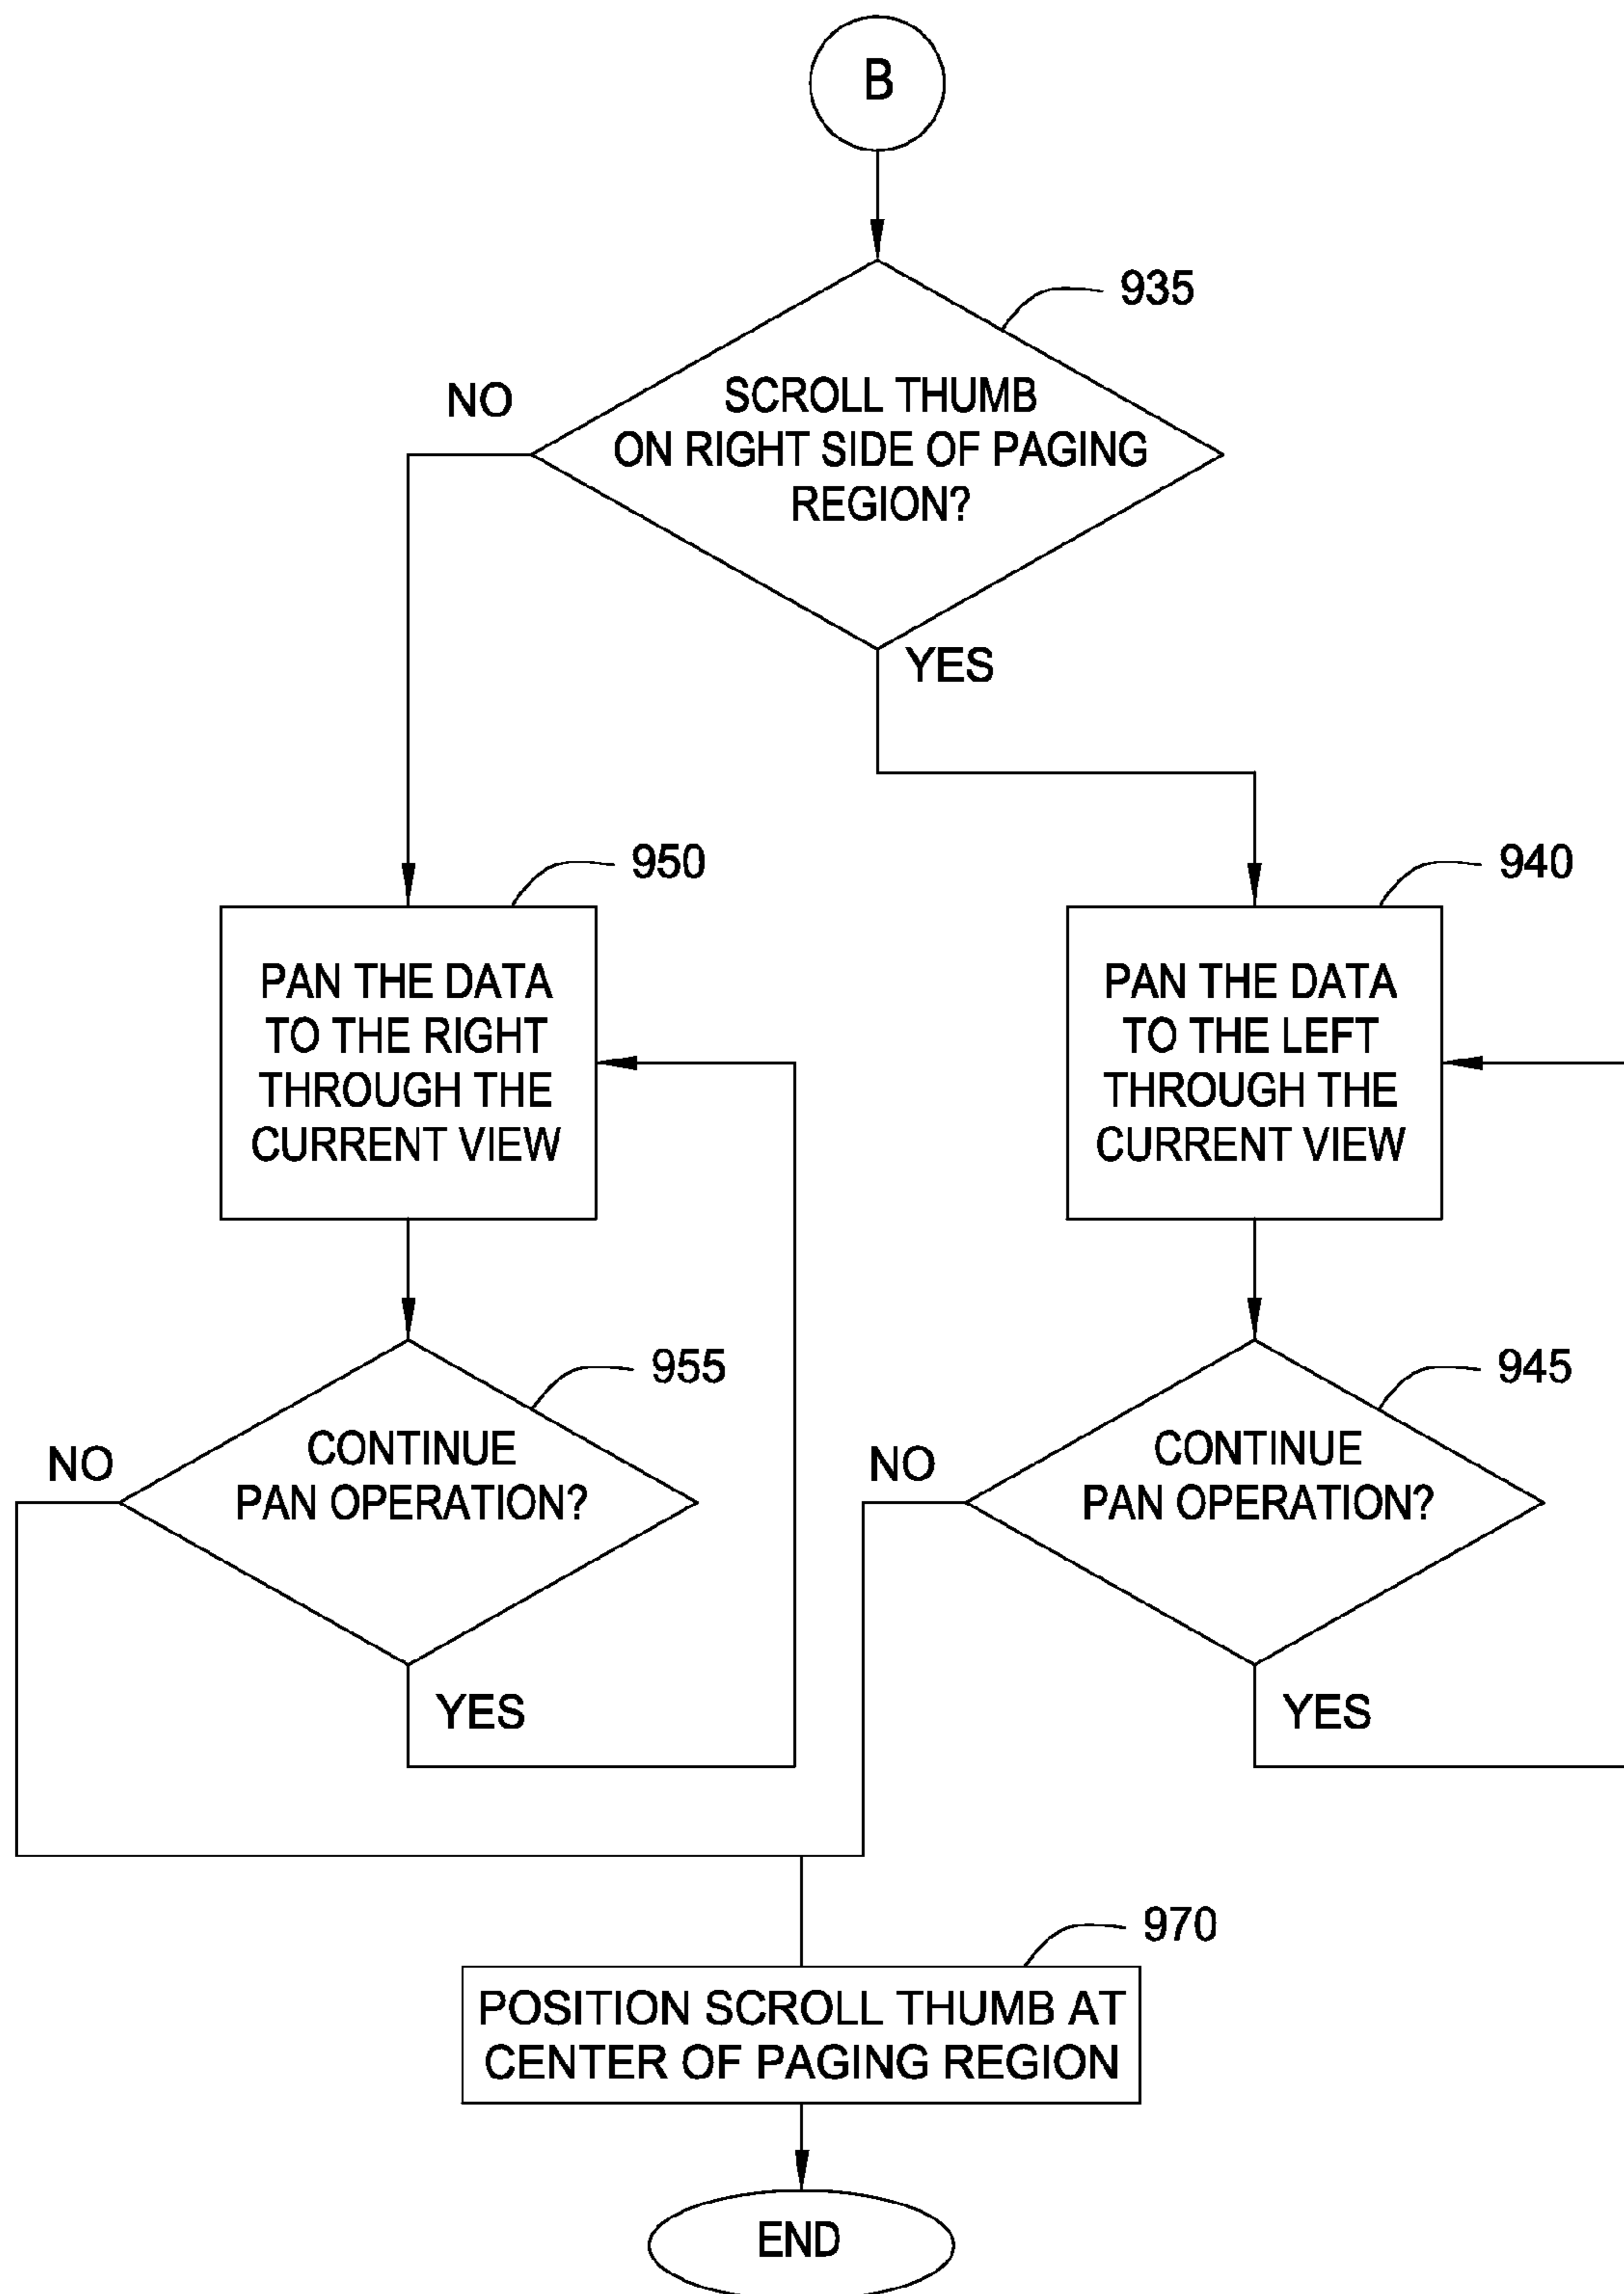 B
935
NO
SCROLL THUMB
ON RIGHT SIDE OF PAGING
REGION?
YES
950
940
PAN THE DATA
TO THE RIGHT
THROUGH THE
CURRENT VIEW
PAN THE DATA
TO THE LEFT
THROUGH THE
CURRENT VIEW
955
945
NO
CONTINUE
PAN OPERATION?
NO
CONTINUE
PAN OPERATION?
YES
YES
970
POSITION SCROLL THUMB AT
CENTER OF PAGING REGION
END